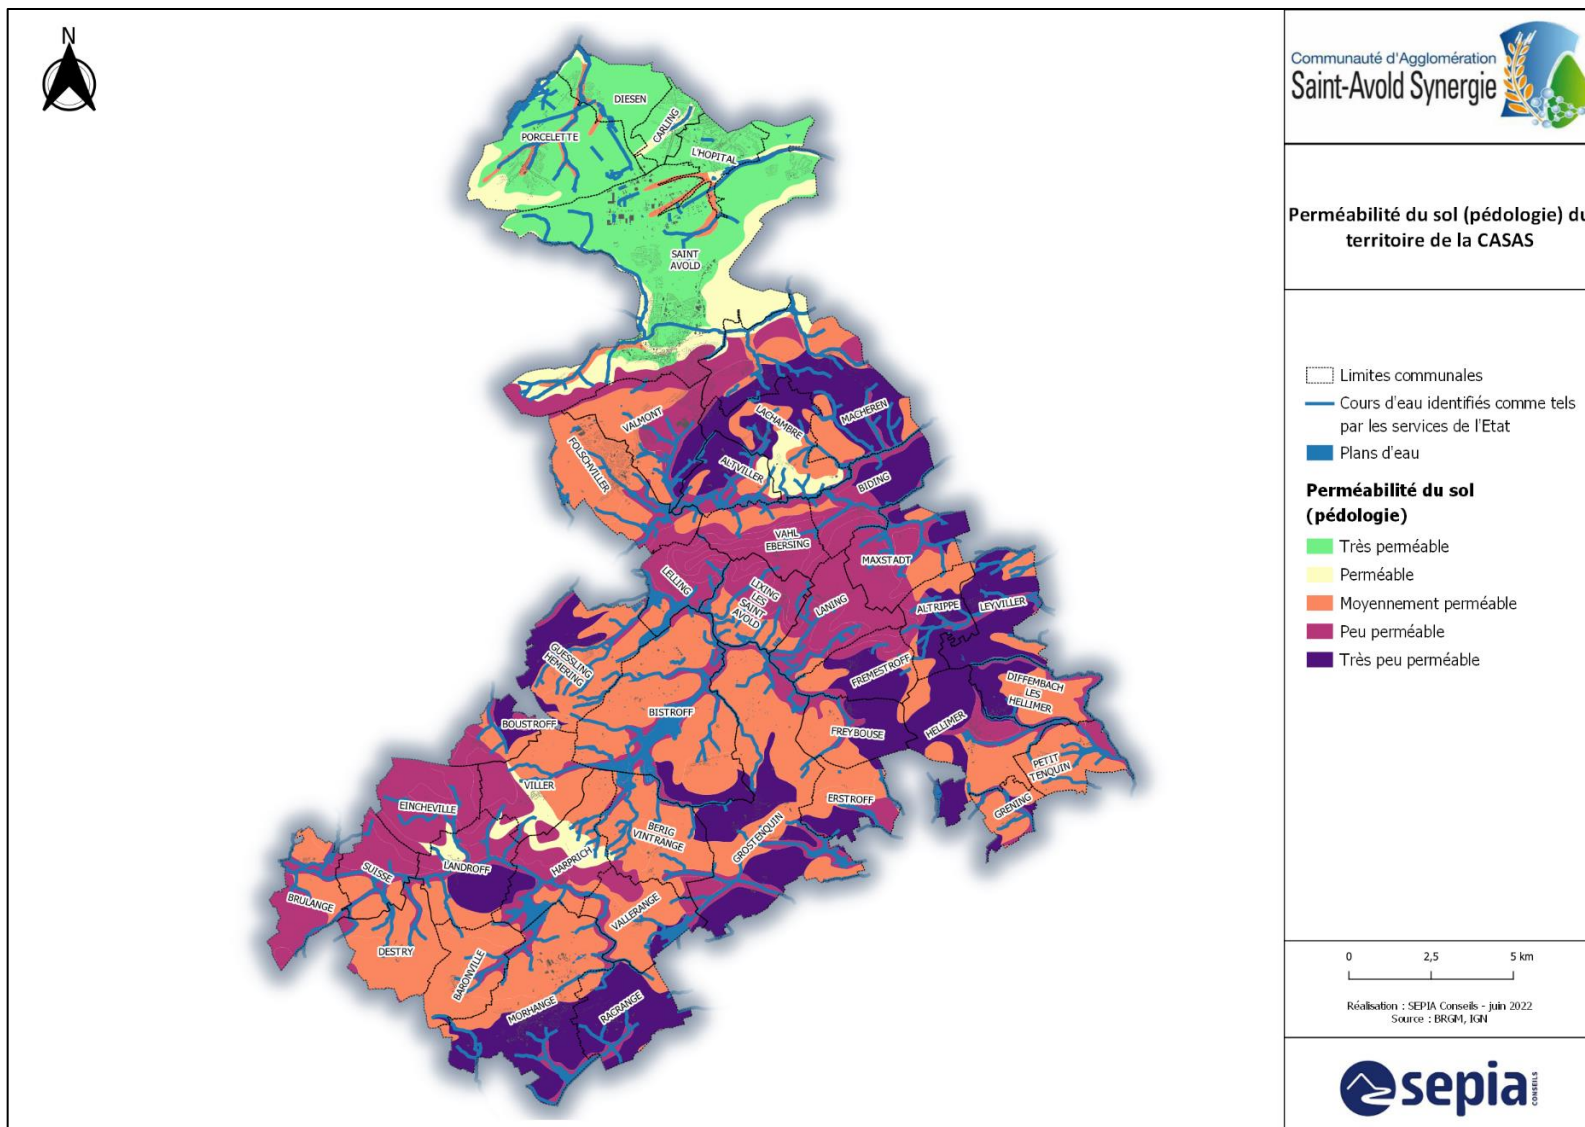 N
DIESEN
CARLING
PORCELETTE
L'HOPITAL
SAINT
AVOLD
VALMONT
LACHAMBRE
MACHEREN
FOLSCHVILLER
ALTVILLER
BIDING
VAHL
EBERSING
MAXSTADT
LELLING
LIXING
LES
SAINT
AVOLD
LANING
ALTRIPPE
LEYVILLER
GUESSLING
HEMERING
FREMESTROFF
DIFFEMBACH
LES
HELLIMER
BISTROFF
BOUSTROFF
FREYBOUSE
HELLIMER
PETIT
TENQUIN
VILLER
ERSTROFF
GRENING
EINCHEVILLE
BERIG
VINTRANGE
GROSTENQUIN
HARPRICH
LANDROFF
SUISSE
BRULANGE
VALLERANGE
DESTRY
BARONVILLE
MORHANGE
RACRANGE
Communauté d'Agglomération
Saint-Avold Synergie
Perméabilité du sol (pédologie) du
territoire de la CASAS
Limites communales
Cours d'eau identifiés comme tels
par les services de l'Etat
Plans d'eau
Perméabilité du sol
(pédologie)
Très perméable
Perméable
Moyennement perméable
Peu perméable
Très peu perméable
0 2,5 5 km
Réalisation : SEPIA Conseils - juin 2022
Source : BRGM, IGN
sepia
CONSEILS